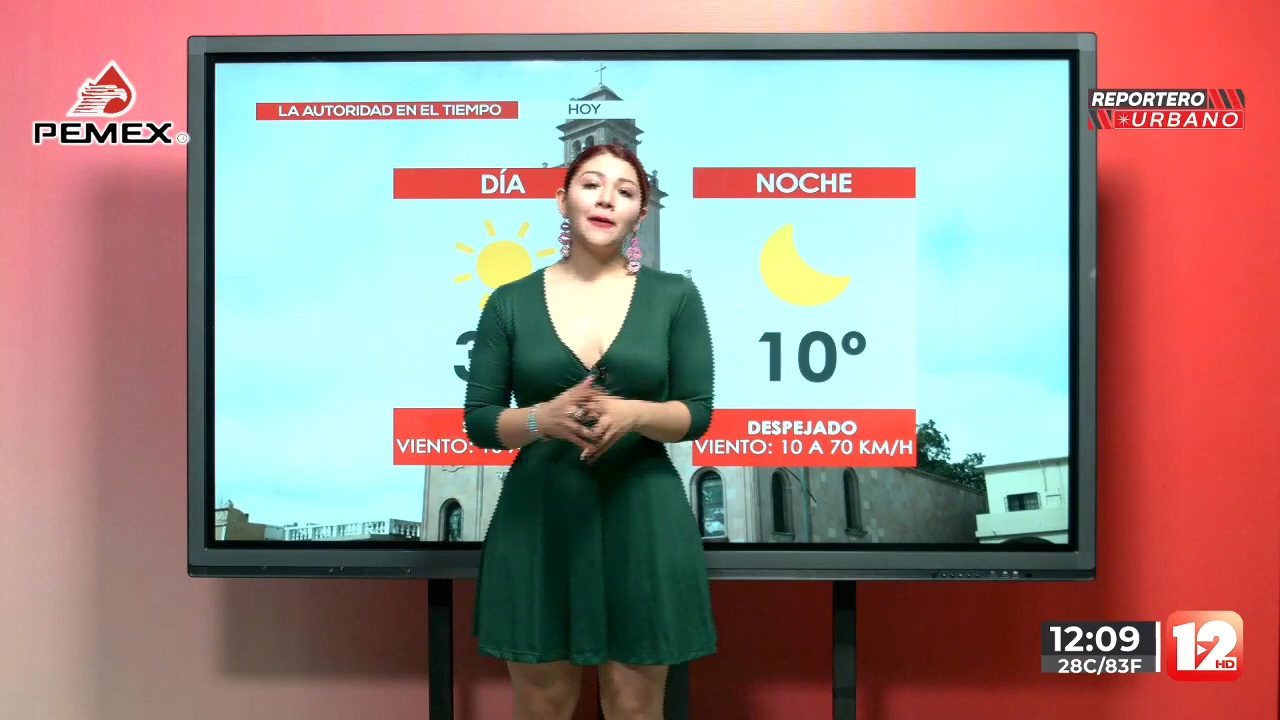 PEMEX
LA AUTORIDAD EN EL TIEMPO
HOY
REPORTERO
URBANO
DÍA
NOCHE
10°
VIENTO:
DESPEJADO
VIENTO: 10 A 70 KM/H
12:09
28C/83F
12
HD